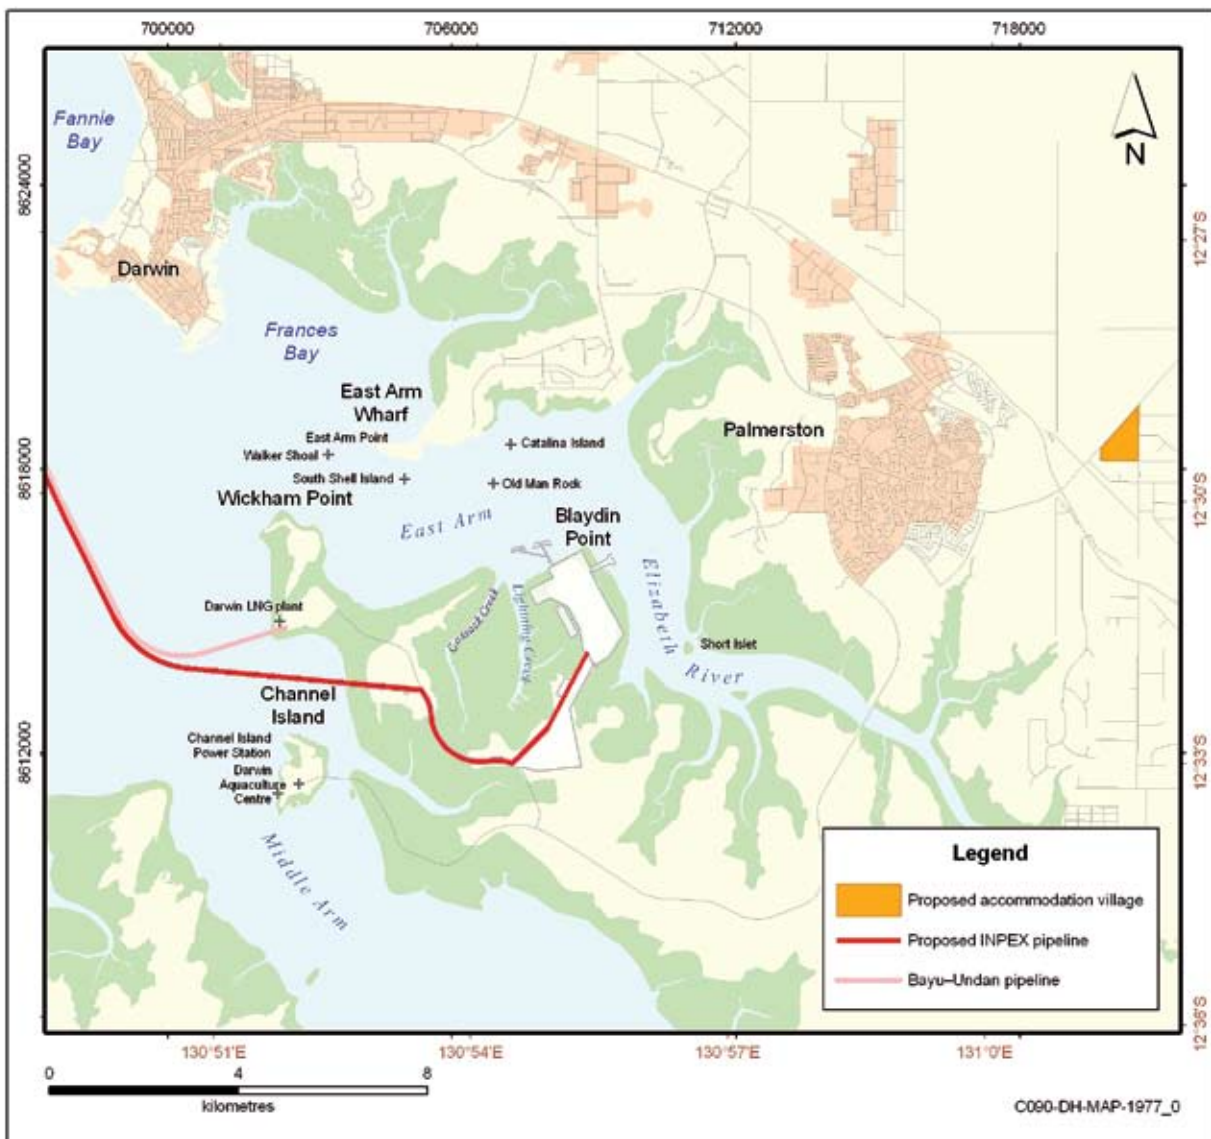 700000
706000
712000
718000
Fannie
Bay
N
8624000
12°27'S
Darwin
Frances
Bay
East Arm
Wharf
East Arm Point
Walker Shoal
Catalina Island
Palmerston
8618000
South Shell Island
Old Man Rock
12°30'S
Wickham Point
East Arm
Blaydin
Point
Elizabeth
River
Cossack Creek
Lightning Creek
Darwin LNG plant
Short Islet
Channel
Island
Channel Island
Power Station
Darwin
Aquaculture
Centre
8612000
12°33'S
Middle Arm
Legend
Proposed accommodation village
Proposed INPEX pipeline
Bayu–Undan pipeline
12°36'S
130°51'E
130°54'E
130°57'E
131°0'E
0
4
8
kilometres
C090-DH-MAP-1977_0